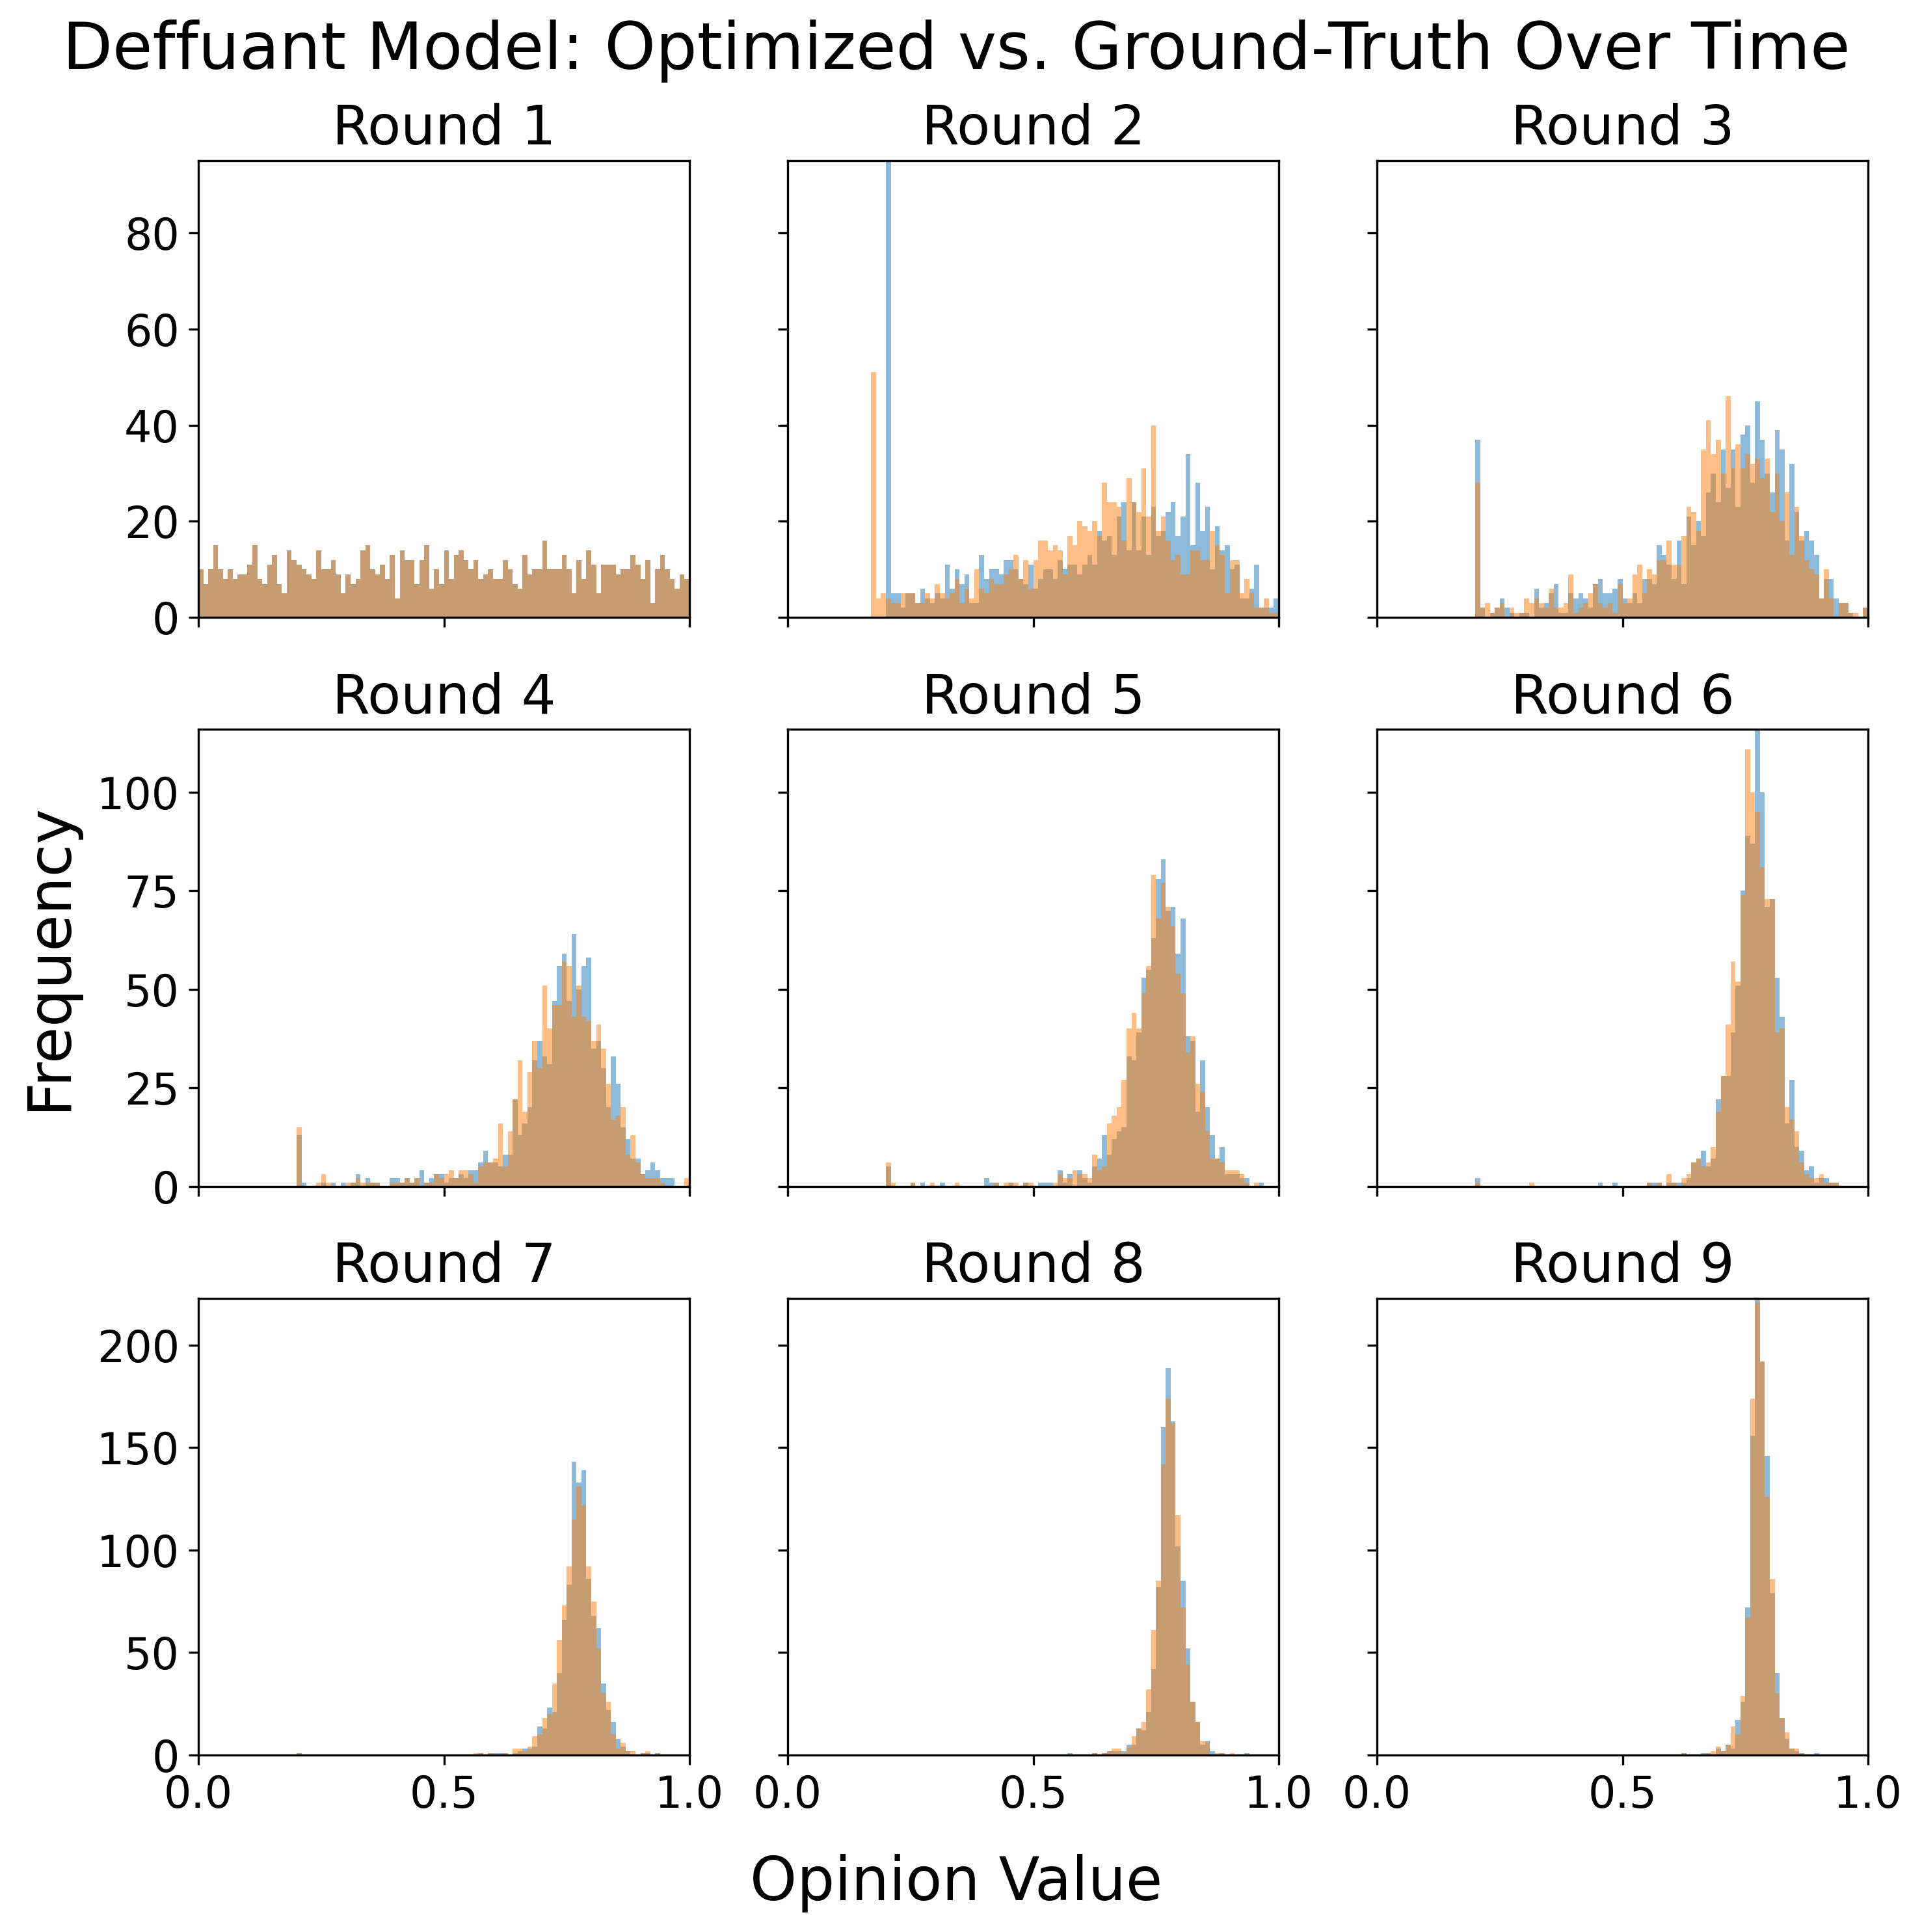 Deffuant Model: Optimized vs. Ground-Truth Over Time
Round 1
Round 2
Round 3
80
60
40
20
0
Round 4
Round 5
Round 6
100
75
50
25
0
Frequency
Round 7
Round 8
Round 9
200
150
100
50
0
0.0 0.5 1.0 0.0 0.5 1.0 0.0 0.5 1.0
Opinion Value